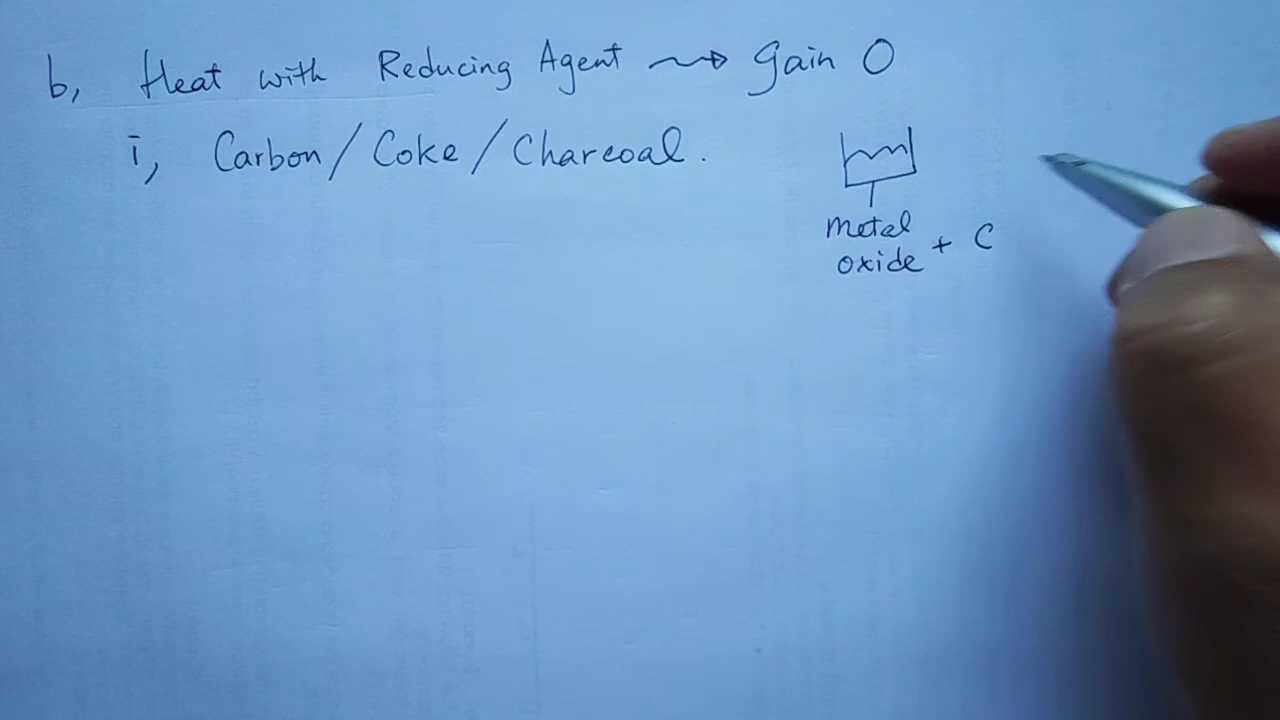 b, Heat with Reducing Agent ⇝ Gain O
i, Carbon/Coke/Charcoal.
metal
oxide + C